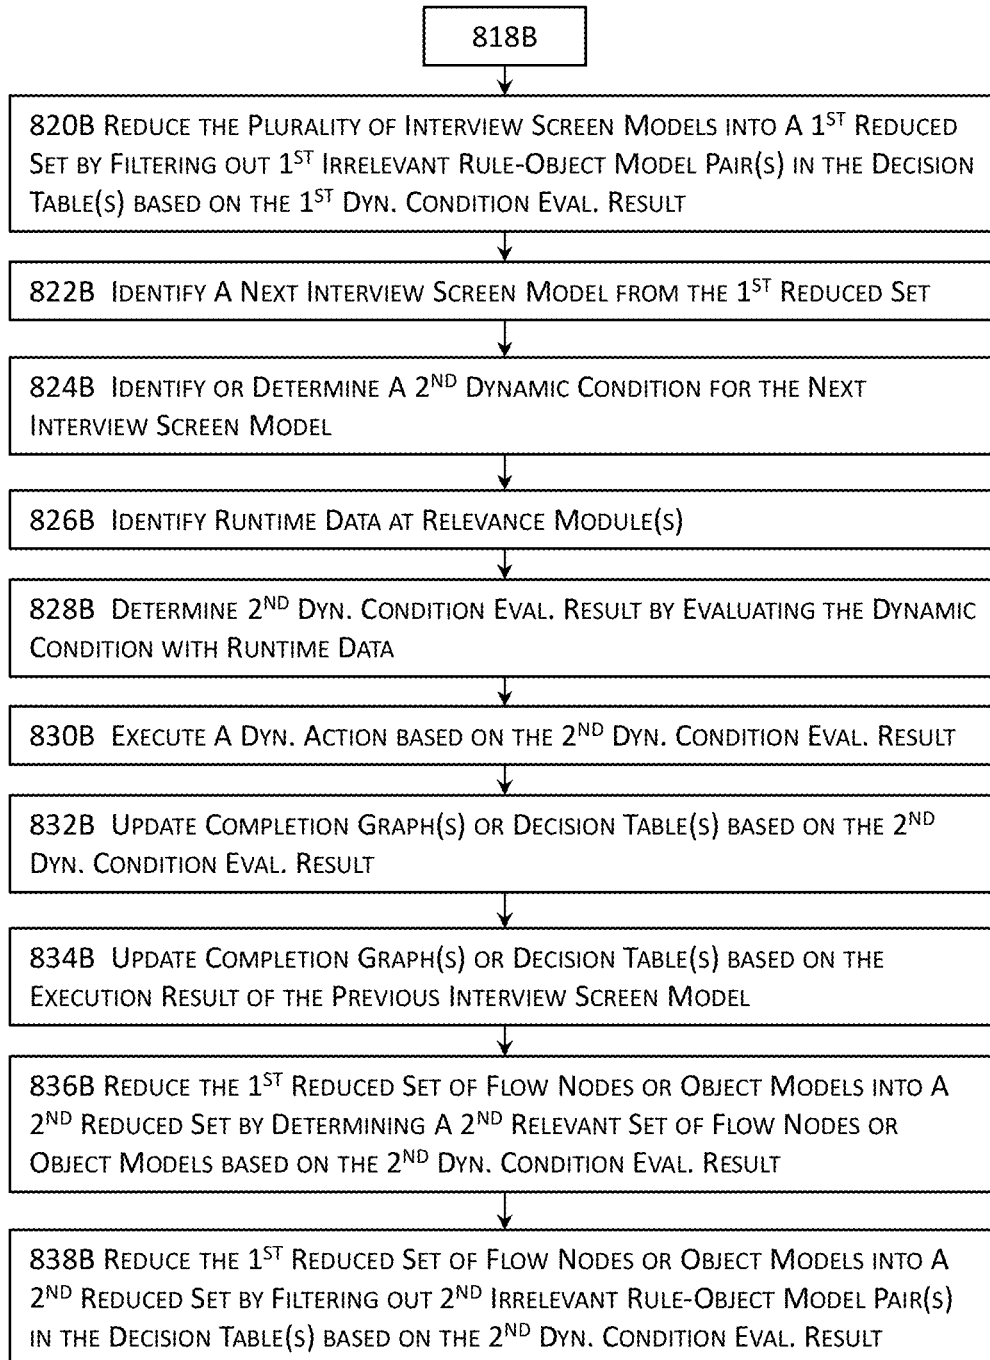 818B
820B REDUCE THE PLURALITY OF INTERVIEW SCREEN MODELS INTO A 1ST REDUCED
SET BY FILTERING OUT 1ST IRRELEVANT RULE-OBJECT MODEL PAIR(S) IN THE DECISION
TABLE(S) BASED ON THE 1ST DYN. CONDITION EVAL. RESULT
822B IDENTIFY A NEXT INTERVIEW SCREEN MODEL FROM THE 1ST REDUCED SET
824B IDENTIFY OR DETERMINE A 2ND DYNAMIC CONDITION FOR THE NEXT
INTERVIEW SCREEN MODEL
826B IDENTIFY RUNTIME DATA AT RELEVANCE MODULE(S)
828B DETERMINE 2ND DYN. CONDITION EVAL. RESULT BY EVALUATING THE DYNAMIC
CONDITION WITH RUNTIME DATA
830B EXECUTE A DYN. ACTION BASED ON THE 2ND DYN. CONDITION EVAL. RESULT
832B UPDATE COMPLETION GRAPH(S) OR DECISION TABLE(S) BASED ON THE 2ND
DYN. CONDITION EVAL. RESULT
834B UPDATE COMPLETION GRAPH(S) OR DECISION TABLE(S) BASED ON THE
EXECUTION RESULT OF THE PREVIOUS INTERVIEW SCREEN MODEL
836B REDUCE THE 1ST REDUCED SET OF FLOW NODES OR OBJECT MODELS INTO A
2ND REDUCED SET BY DETERMINING A 2ND RELEVANT SET OF FLOW NODES OR
OBJECT MODELS BASED ON THE 2ND DYN. CONDITION EVAL. RESULT
838B REDUCE THE 1ST REDUCED SET OF FLOW NODES OR OBJECT MODELS INTO A
2ND REDUCED SET BY FILTERING OUT 2ND IRRELEVANT RULE-OBJECT MODEL PAIR(S)
IN THE DECISION TABLE(S) BASED ON THE 2ND DYN. CONDITION EVAL. RESULT